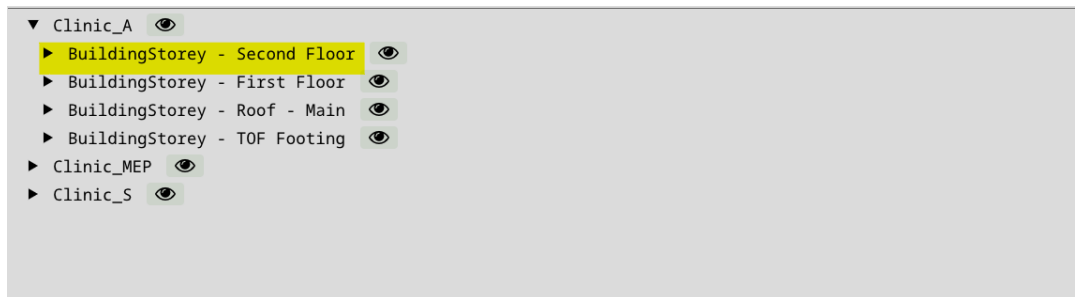 Clinic_A
BuildingStorey - Second Floor
BuildingStorey - First Floor
BuildingStorey - Roof - Main
BuildingStorey - TOF Footing
Clinic_MEP
Clinic_S